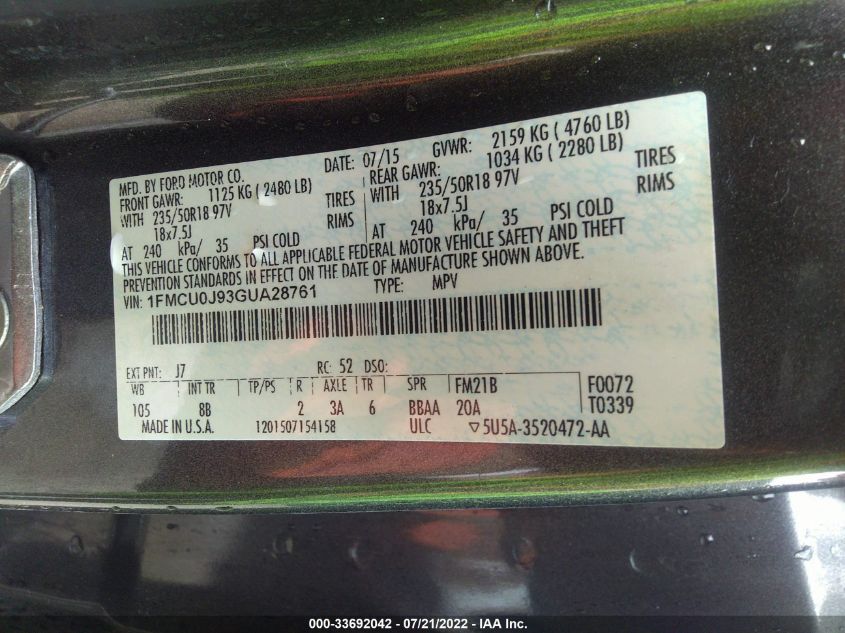 MFD. BY FORD MOTOR CO. DATE: 07/15 GVWR: 2159 KG ( 4760 LB)
FRONT GAWR: 1125 KG ( 2480 LB) REAR GAWR: 1034 KG ( 2280 LB)
WITH 235/50R18 97V TIRES WITH 235/50R18 97V TIRES
18x7.5J RIMS 18x7.5J RIMS
AT 240 kPa/ 35 PSI COLD AT 240 kPa/ 35 PSI COLD
THIS VEHICLE CONFORMS TO ALL APPLICABLE FEDERAL MOTOR VEHICLE SAFETY AND THEFT
PREVENTION STANDARDS IN EFFECT ON THE DATE OF MANUFACTURE SHOWN ABOVE.
VIN: 1FMCU0J93GUA28761 TYPE: MPV
EXT PNT: J7 RC: 52 DSO:
WB INT TR TP/PS R AXLE TR SPR FM21B F0072
105 8B 2 3A 6 BBAA 20A T0339
MADE IN U.S.A. 1201507154158 ULC ▽5U5A-3520472-AA
000-33692042 - 07/21/2022 - IAA Inc.